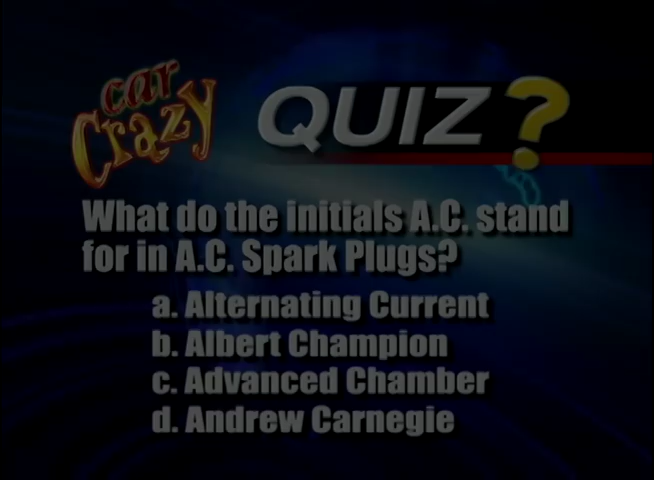 car
Crazy
QUIZ?
What do the initials A.C. stand
for in A.C. Spark Plugs?
a. Alternating Current
b. Albert Champion
c. Advanced Chamber
d. Andrew Carnegie